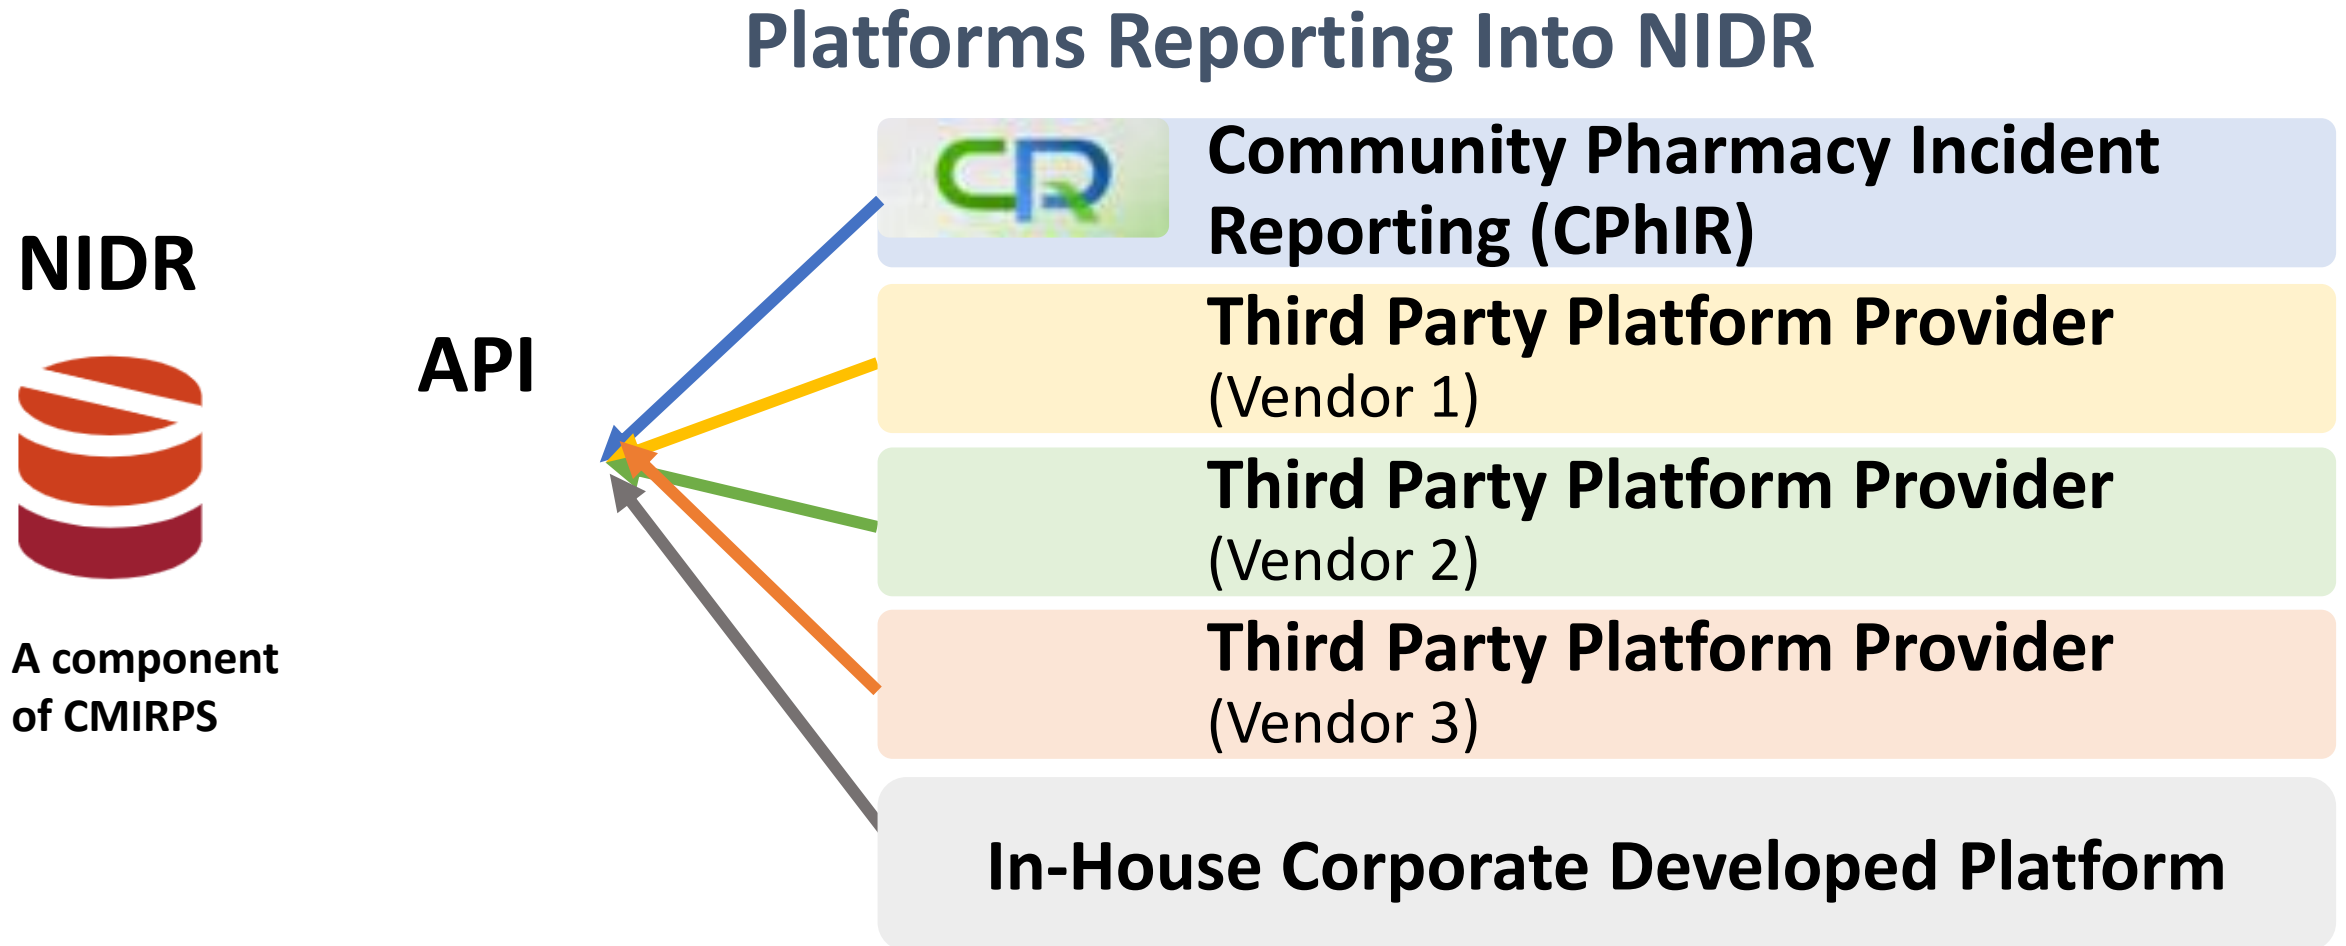 Platforms Reporting Into NIDR
NIDR
A component
of CMIRPS
API
CR
Community Pharmacy Incident
Reporting (CPhIR)
Third Party Platform Provider
(Vendor 1)
Third Party Platform Provider
(Vendor 2)
Third Party Platform Provider
(Vendor 3)
In-House Corporate Developed Platform